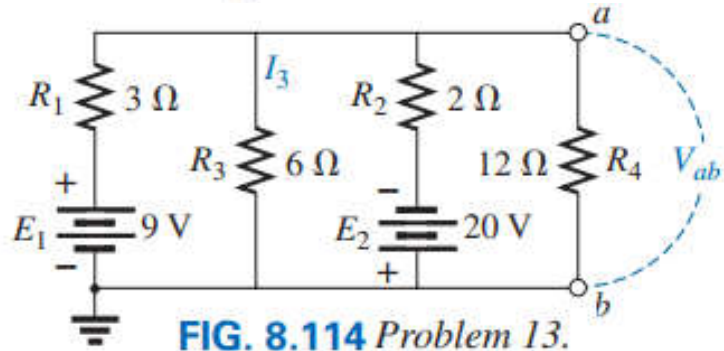 a
I3
R1 3 Ω
R2 2 Ω
R3 6 Ω
12 Ω R4
Vab
+
-
E1 9 V
E2 20 V
-
+
b
FIG. 8.114 Problem 13.